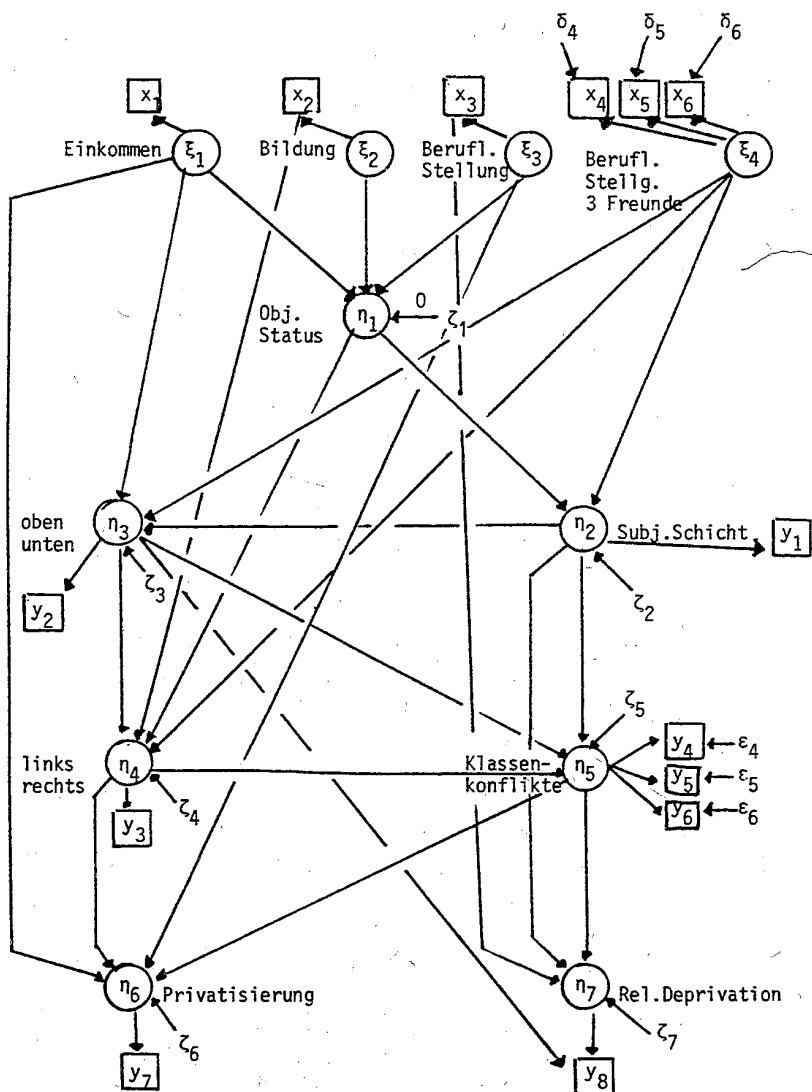 δ4 δ5 δ6
x1 x2 x3 x4 x5 x6
Einkommen ξ1 Bildung ξ2 Berufl. ξ3 ξ4
Stellung
Berufl.
Stellg.
3 Freunde
Obj. η1 0 ζ1
Status
oben η3 η2 Subj.Schicht y1
unten
ζ3 ζ2
y2
ζ5
links η4 Klassen- η5 y4 ε4
rechts konflikte y5 ε5
ζ4 y6 ε6
y3
η6 Privatisierung η7 Rel.Deprivation
ζ6 ζ7
y7 y8